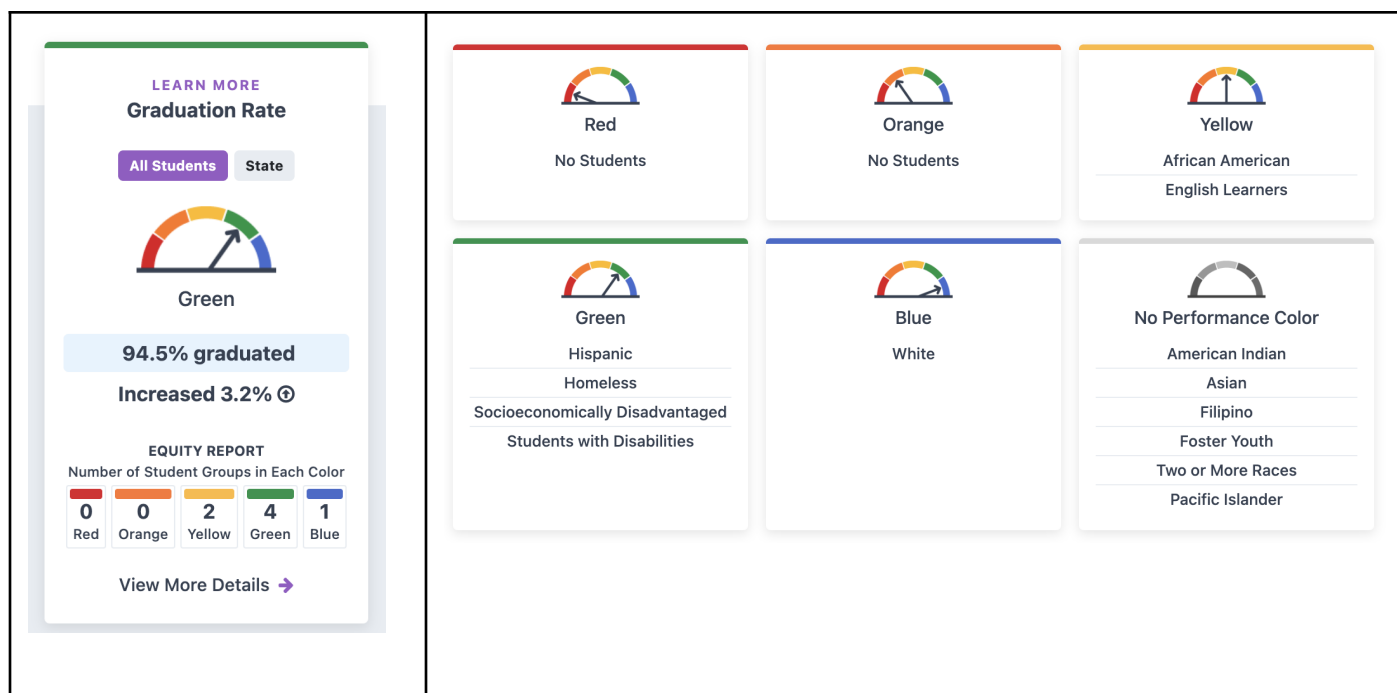 LEARN MORE
Graduation Rate
All Students State
Green
94.5% graduated
Increased 3.2%
EQUITY REPORT
Number of Student Groups in Each Color
0 0 2 4 1
Red Orange Yellow Green Blue
View More Details
Red
No Students
Orange
No Students
Yellow
African American
English Learners
Green
Hispanic
Homeless
Socioeconomically Disadvantaged
Students with Disabilities
Blue
White
No Performance Color
American Indian
Asian
Filipino
Foster Youth
Two or More Races
Pacific Islander